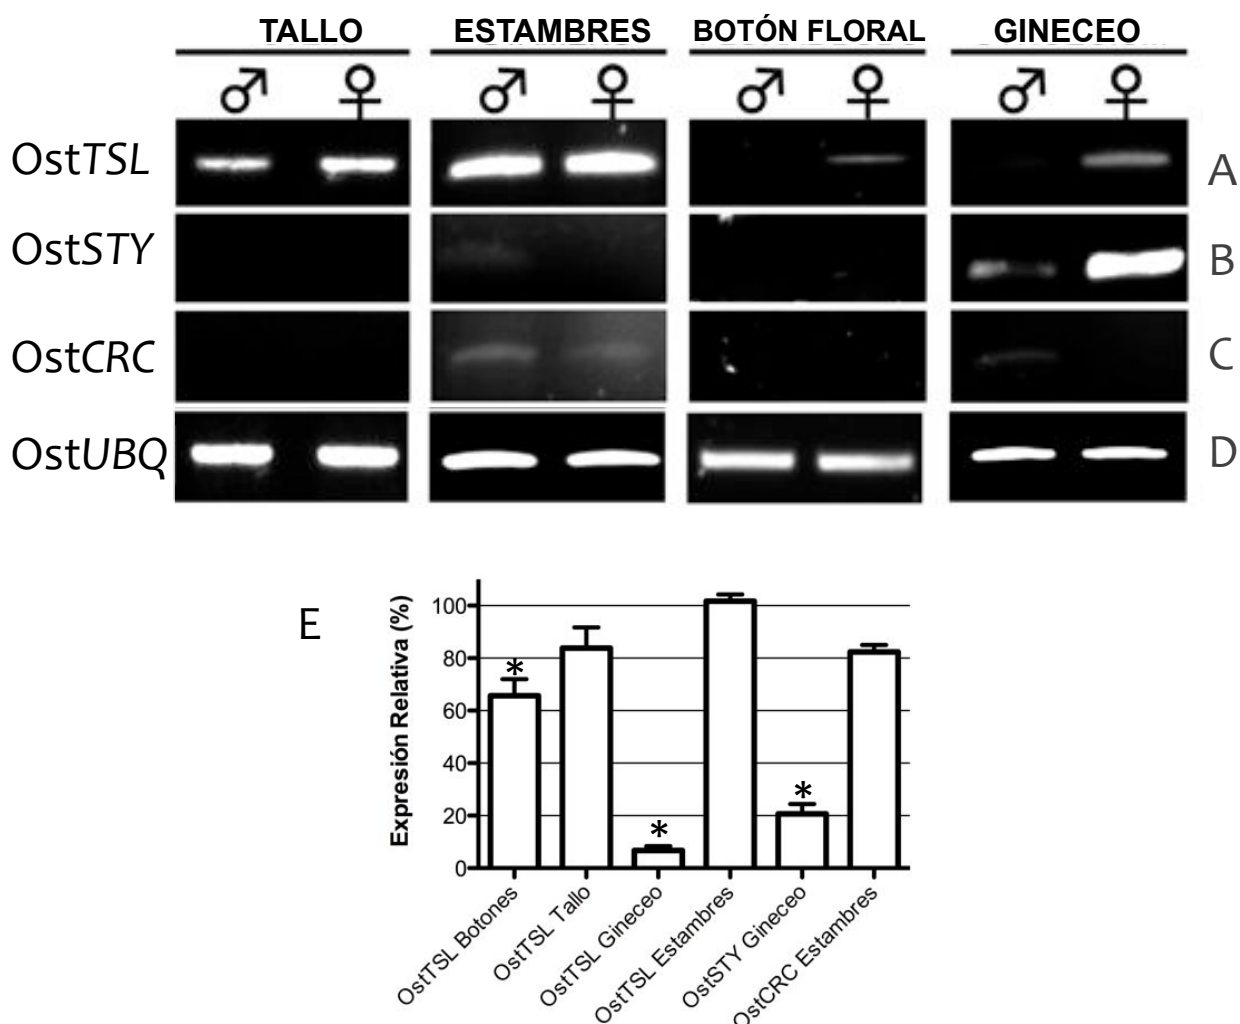 TALLO ESTAMBRES BOTÓN FLORAL GINECEO
♂ ♀ ♂ ♀ ♂ ♀ ♂ ♀
OstTSL A
OstSTY B
OstCRC C
OstUBQ D
E
Expresión Relativa (%)
100
80
60
40
20
0
* * *
OstTSL Botones
OstTSL Tallo
OstTSL Gineceo
OstTSL Estambres
OstSTY Gineceo
OstCRC Estambres